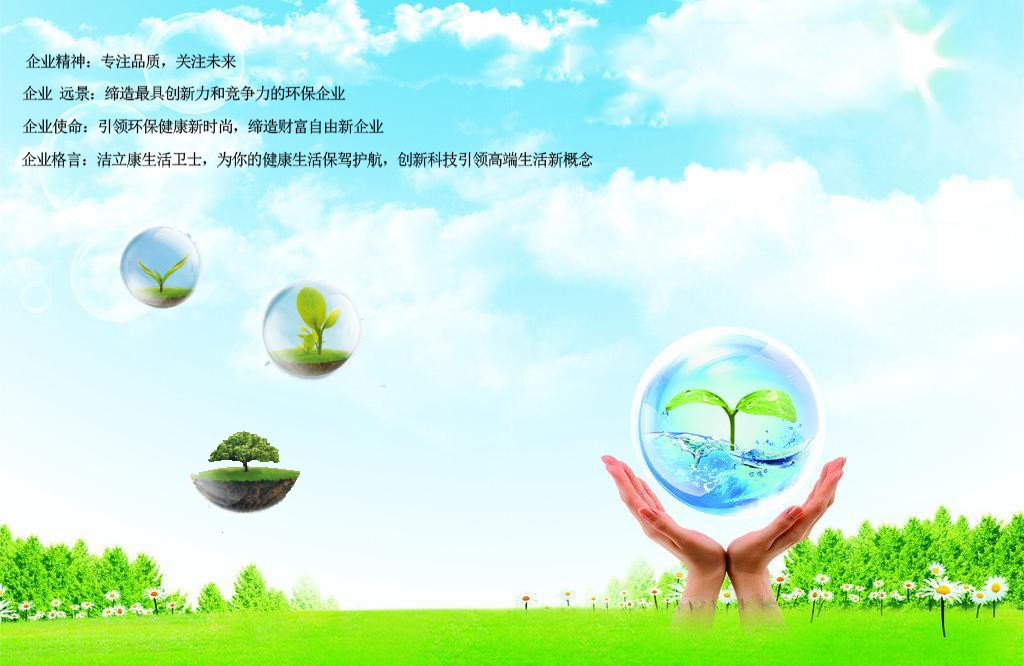 企业精神：专注品质，关注未来
企业 远景：缔造最具创新力和竞争力的环保企业
企业使命：引领环保健康新时尚，缔造财富自由新企业
企业格言：洁立康生活卫士，为你的健康生活保驾护航，创新科技引领高端生活新概念